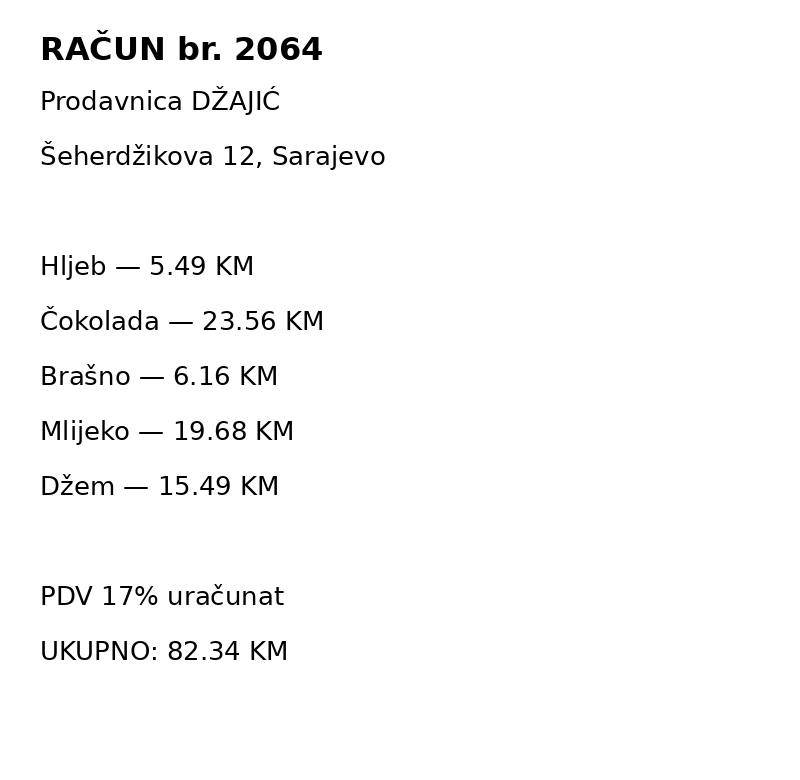 RAČUN br. 2064
Prodavnica DŽAJIĆ
Šeherdžikova 12, Sarajevo
Hljeb — 5.49 KM
Čokolada — 23.56 KM
Brašno — 6.16 KM
Mlijeko — 19.68 KM
Džem — 15.49 KM
PDV 17% uračunat
UKUPNO: 82.34 KM